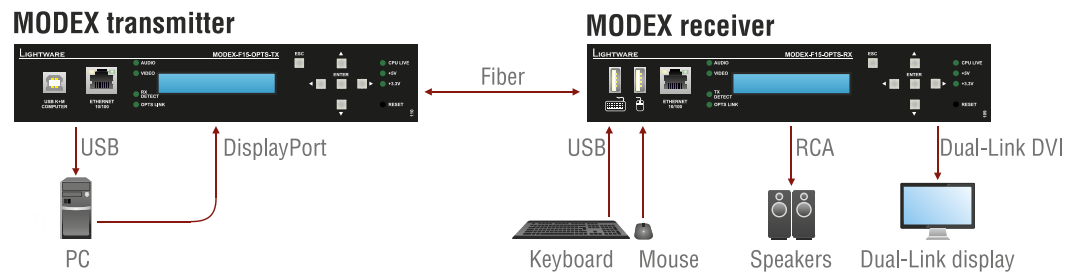 MODEX transmitter
LIGHTWARE
MODEX-F15-OPTS-TX
ESC
AUDIO
VIDEO
RX
DETECT
OPTS LINK
ENTER
CPU LIVE
+5V
+3.3V
RESET
USB K+M
COMPUTER
ETHERNET
10/100
Fiber
MODEX receiver
LIGHTWARE
MODEX-F15-OPTS-RX
ESC
AUDIO
VIDEO
TX
DETECT
OPTS LINK
ENTER
CPU LIVE
+5V
+3.3V
RESET
ETHERNET
10/100
USB
DisplayPort
USB
RCA
Dual-Link DVI
PC
Keyboard
Mouse
Speakers
Dual-Link display